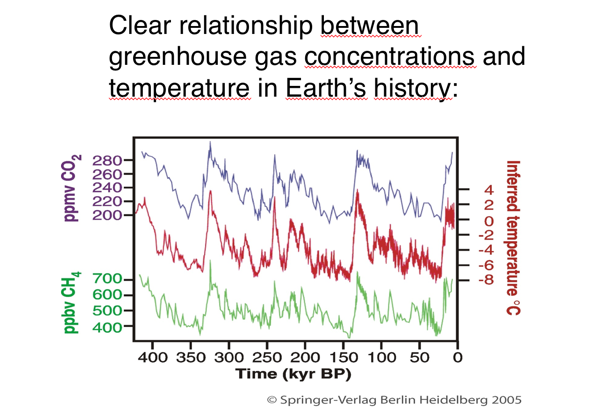 Clear relationship between
greenhouse gas concentrations and
temperature in Earth’s history:
ppmv CO2
280
260
240
220
200
ppbv CH4
700
600
500
400
4
2
0
-2
-4
-6
-8
Inferred temperature °C
400 350 300 250 200 150 100 50 0
Time (kyr BP)
© Springer-Verlag Berlin Heidelberg 2005